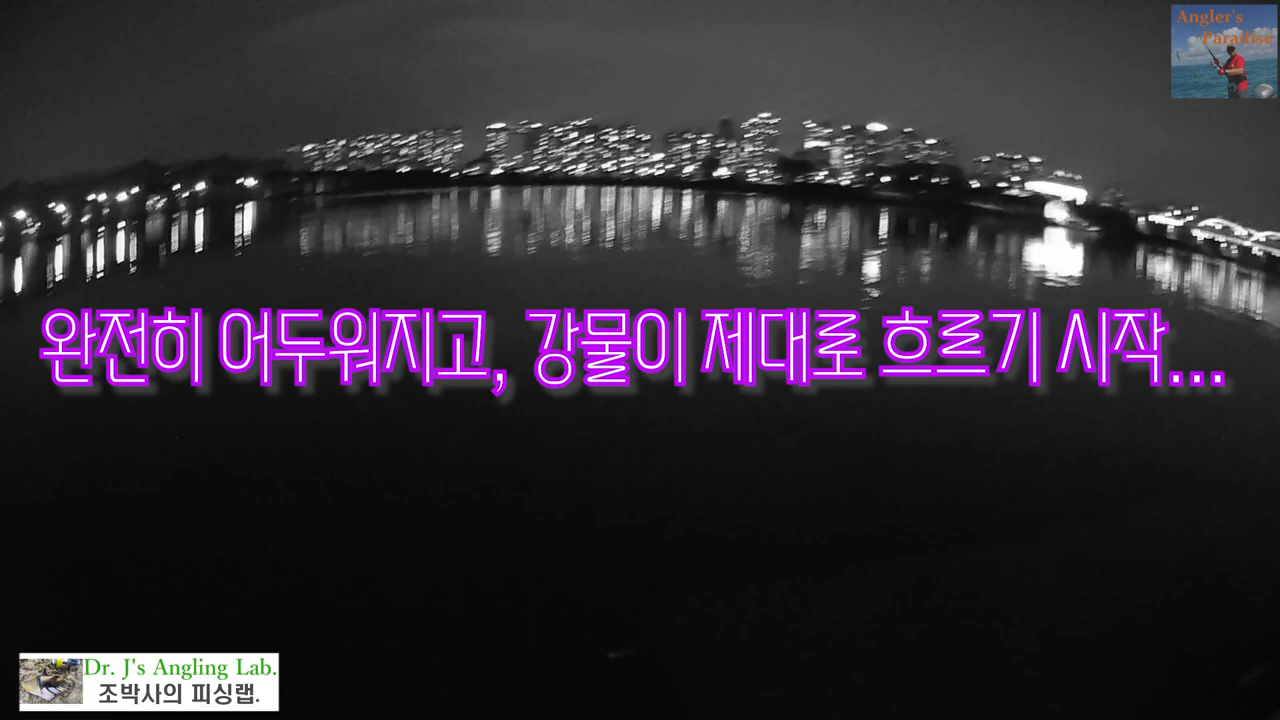 Angler's
Paradise
완전히 어두워지고, 강물이 제대로 흐르기 시작...
Dr. J's Angling Lab.
조박사의 피싱랩.